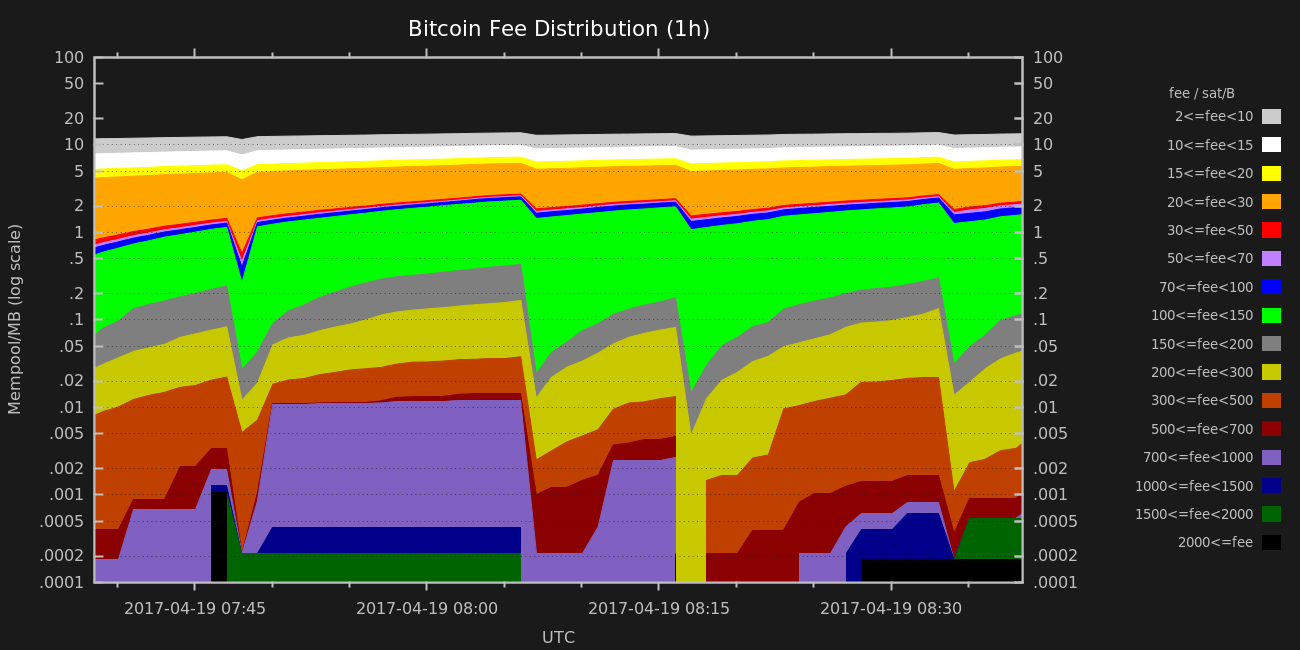 Bitcoin Fee Distribution (1h)
Mempool/MB (log scale)
100
50
20
10
5
2
1
.5
.2
.1
.05
.02
.01
.005
.002
.001
.0005
.0002
.0001
100
50
20
10
5
2
1
.5
.2
.1
.05
.02
.01
.005
.002
.001
.0005
.0002
.0001
2017-04-19 07:45
2017-04-19 08:00
2017-04-19 08:15
2017-04-19 08:30
UTC
fee / sat/B
2<=fee<10
10<=fee<15
15<=fee<20
20<=fee<30
30<=fee<50
50<=fee<70
70<=fee<100
100<=fee<150
150<=fee<200
200<=fee<300
300<=fee<500
500<=fee<700
700<=fee<1000
1000<=fee<1500
1500<=fee<2000
2000<=fee